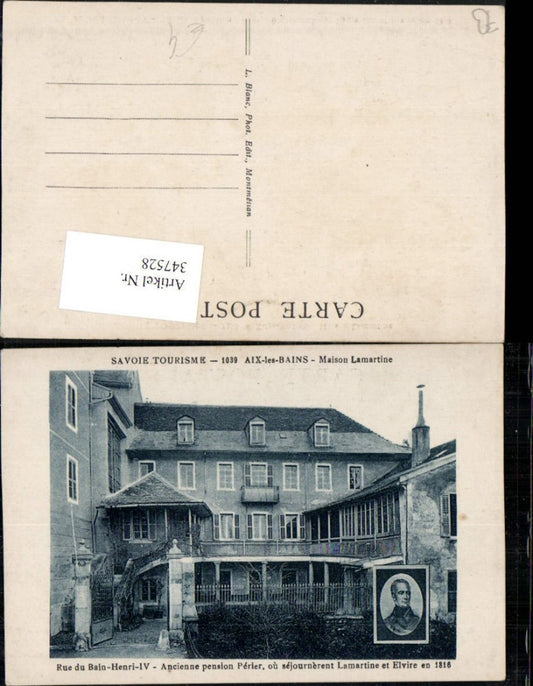 L. Blanc, Phot. Edit., Montmélian
Artikel Nr.
347528
CARTE POST
SAVOIE TOURISME — 1039 AIX-les-BAINS - Maison Lamartine
Rue du Bain-Henri-IV - Ancienne pension Périer, où séjournèrent Lamartine et Elvire en 1816